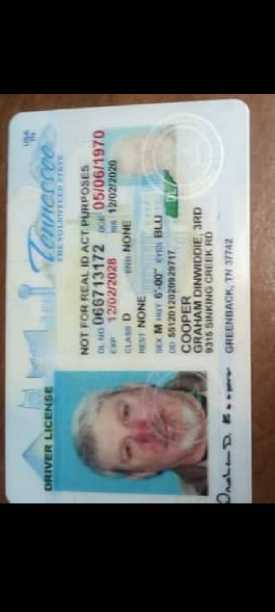 USA
TN
Tennessee
THE VOLUNTEER STATE
DRIVER LICENSE
NOT FOR REAL ID ACT PURPOSES
DL NO. 066713172 DOB 05/06/1970
EXP 12/02/2028 ISS 12/02/2020
CLASS D END NONE
REST NONE
SEX M HGT 6'-00" EYES BLU
DD 5512012020929717
COOPER
GRAHAM DINWIDDIE, 3RD
9315 SINKING CREEK RD
GREENBACK, TN 37742
Graham D. Cooper